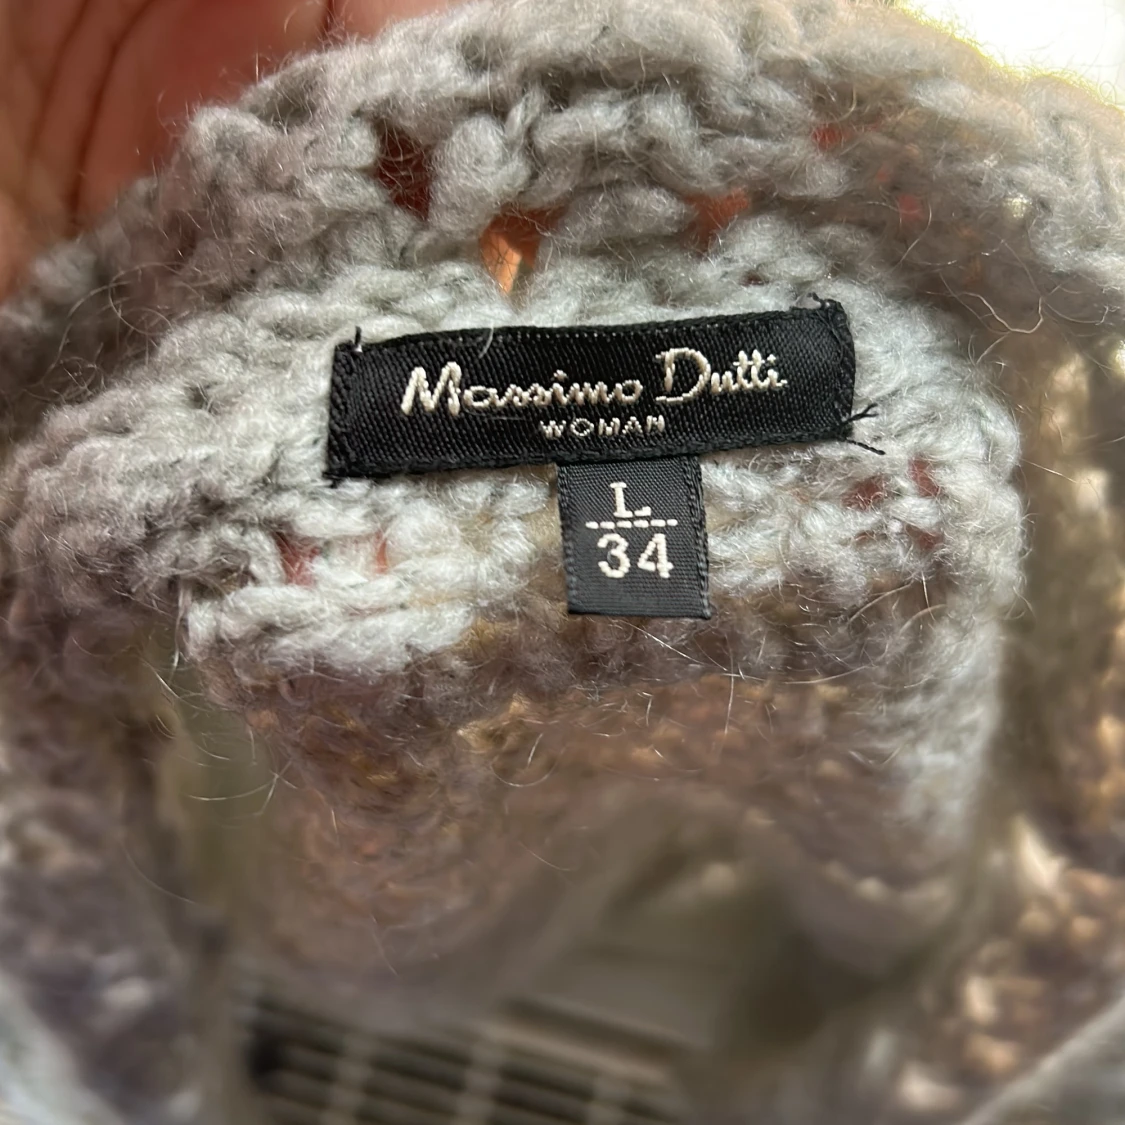 Massimo Dutti
WOMAN
L
34